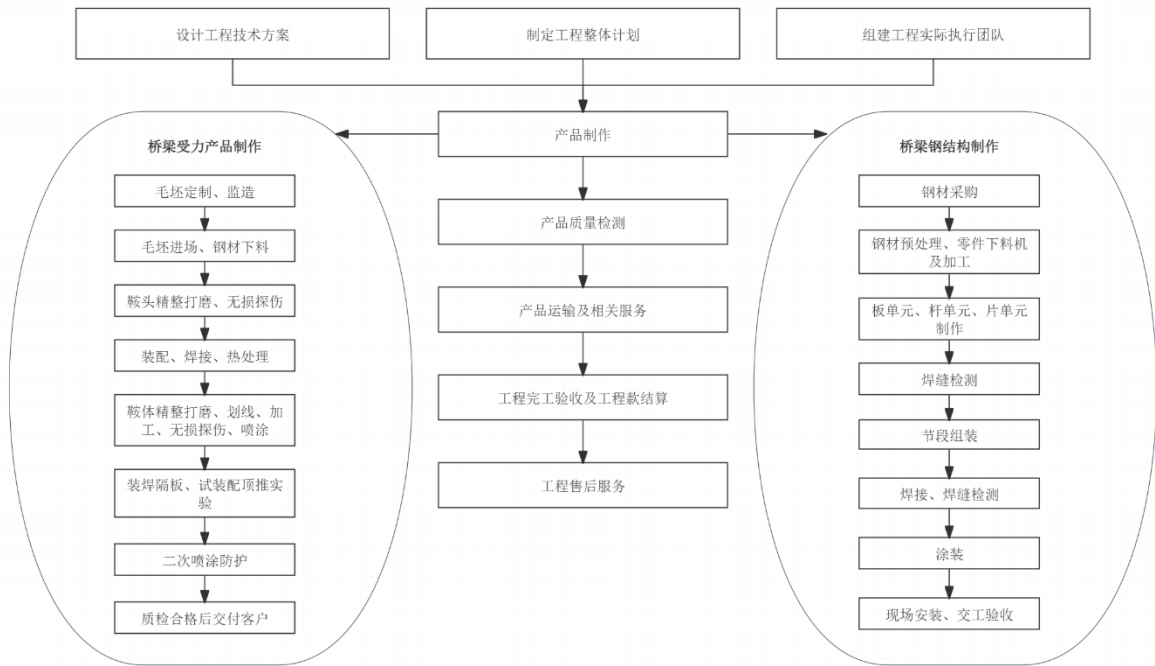 设计工程技术方案
制定工程整体计划
组建工程实际执行团队
产品制作
桥梁受力产品制作
毛坯定制、监造
毛坯进场、钢材下料
鞍头精整打磨、无损探伤
装配、焊接、热处理
鞍体精整打磨、划线、加
工、无损探伤、喷涂
装焊隔板、试装配顶推实
验
二次喷涂防护
质检合格后交付客户
产品质量检测
产品运输及相关服务
工程完工验收及工程款结算
工程售后服务
桥梁钢结构制作
钢材采购
钢材预处理、零件下料机
及加工
板单元、杆单元、片单元
制作
焊缝检测
节段组装
焊接、焊缝检测
涂装
现场安装、交工验收